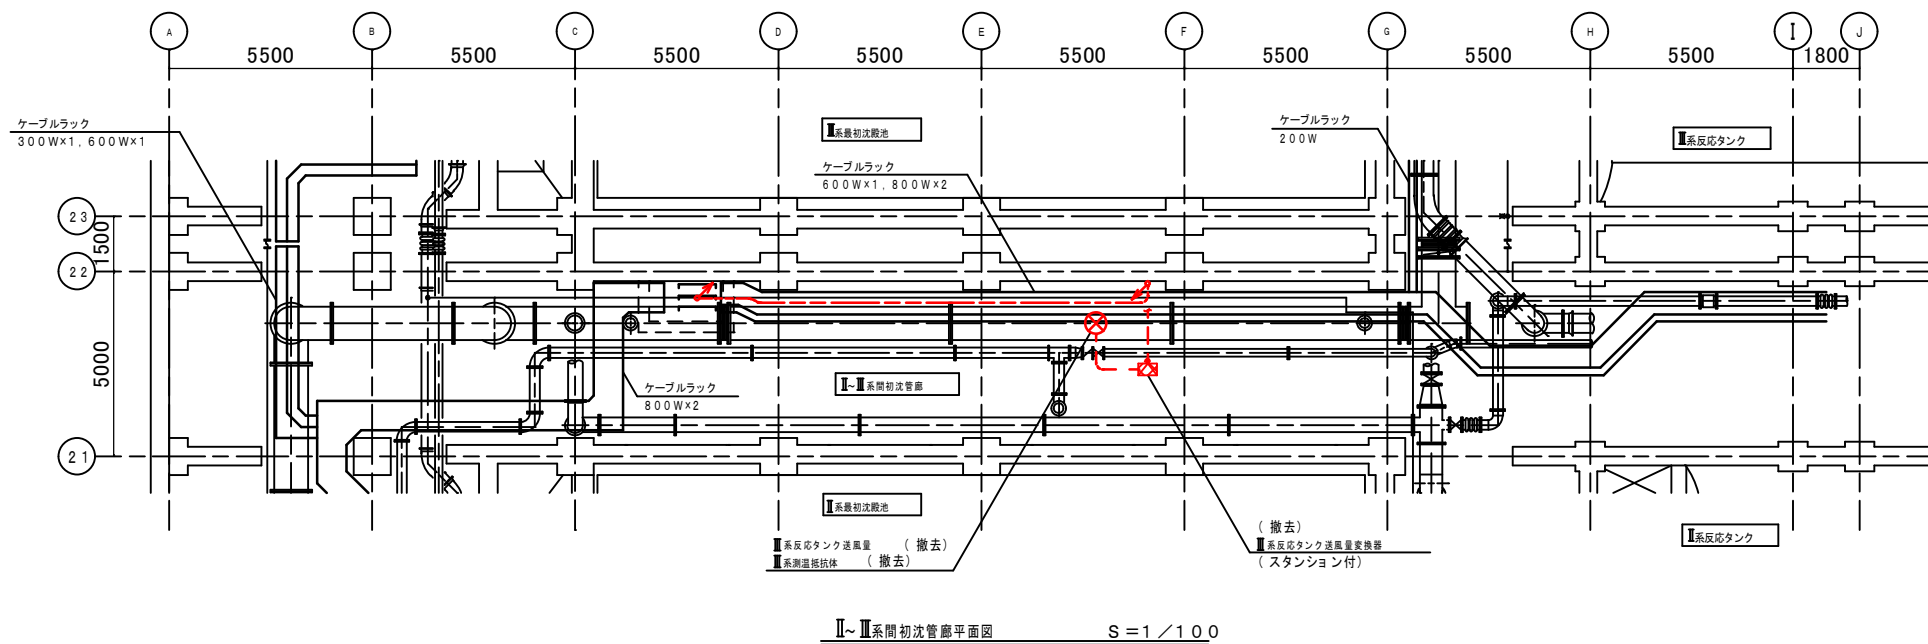 A B C D E F G H I J
5500 5500 5500 5500 5500 5500 5500 5500 1800
ケーブルラック
300W×1, 600W×1
Ⅲ系最初沈殿池
ケーブルラック
200W
Ⅲ系反応タンク
ケーブルラック
600W×1, 800W×2
23
1500
22
5000
ケーブルラック
800W×2
Ⅱ~Ⅲ系間初沈管廊
21
Ⅱ系最初沈殿池
Ⅲ系反応タンク送風量 (撤去)
Ⅲ系測温抵抗体 (撤去)
(撤去)
Ⅲ系反応タンク送風量変換器
(スタンション付)
Ⅱ系反応タンク
Ⅱ~Ⅲ系間初沈管廊平面図 S=1/100